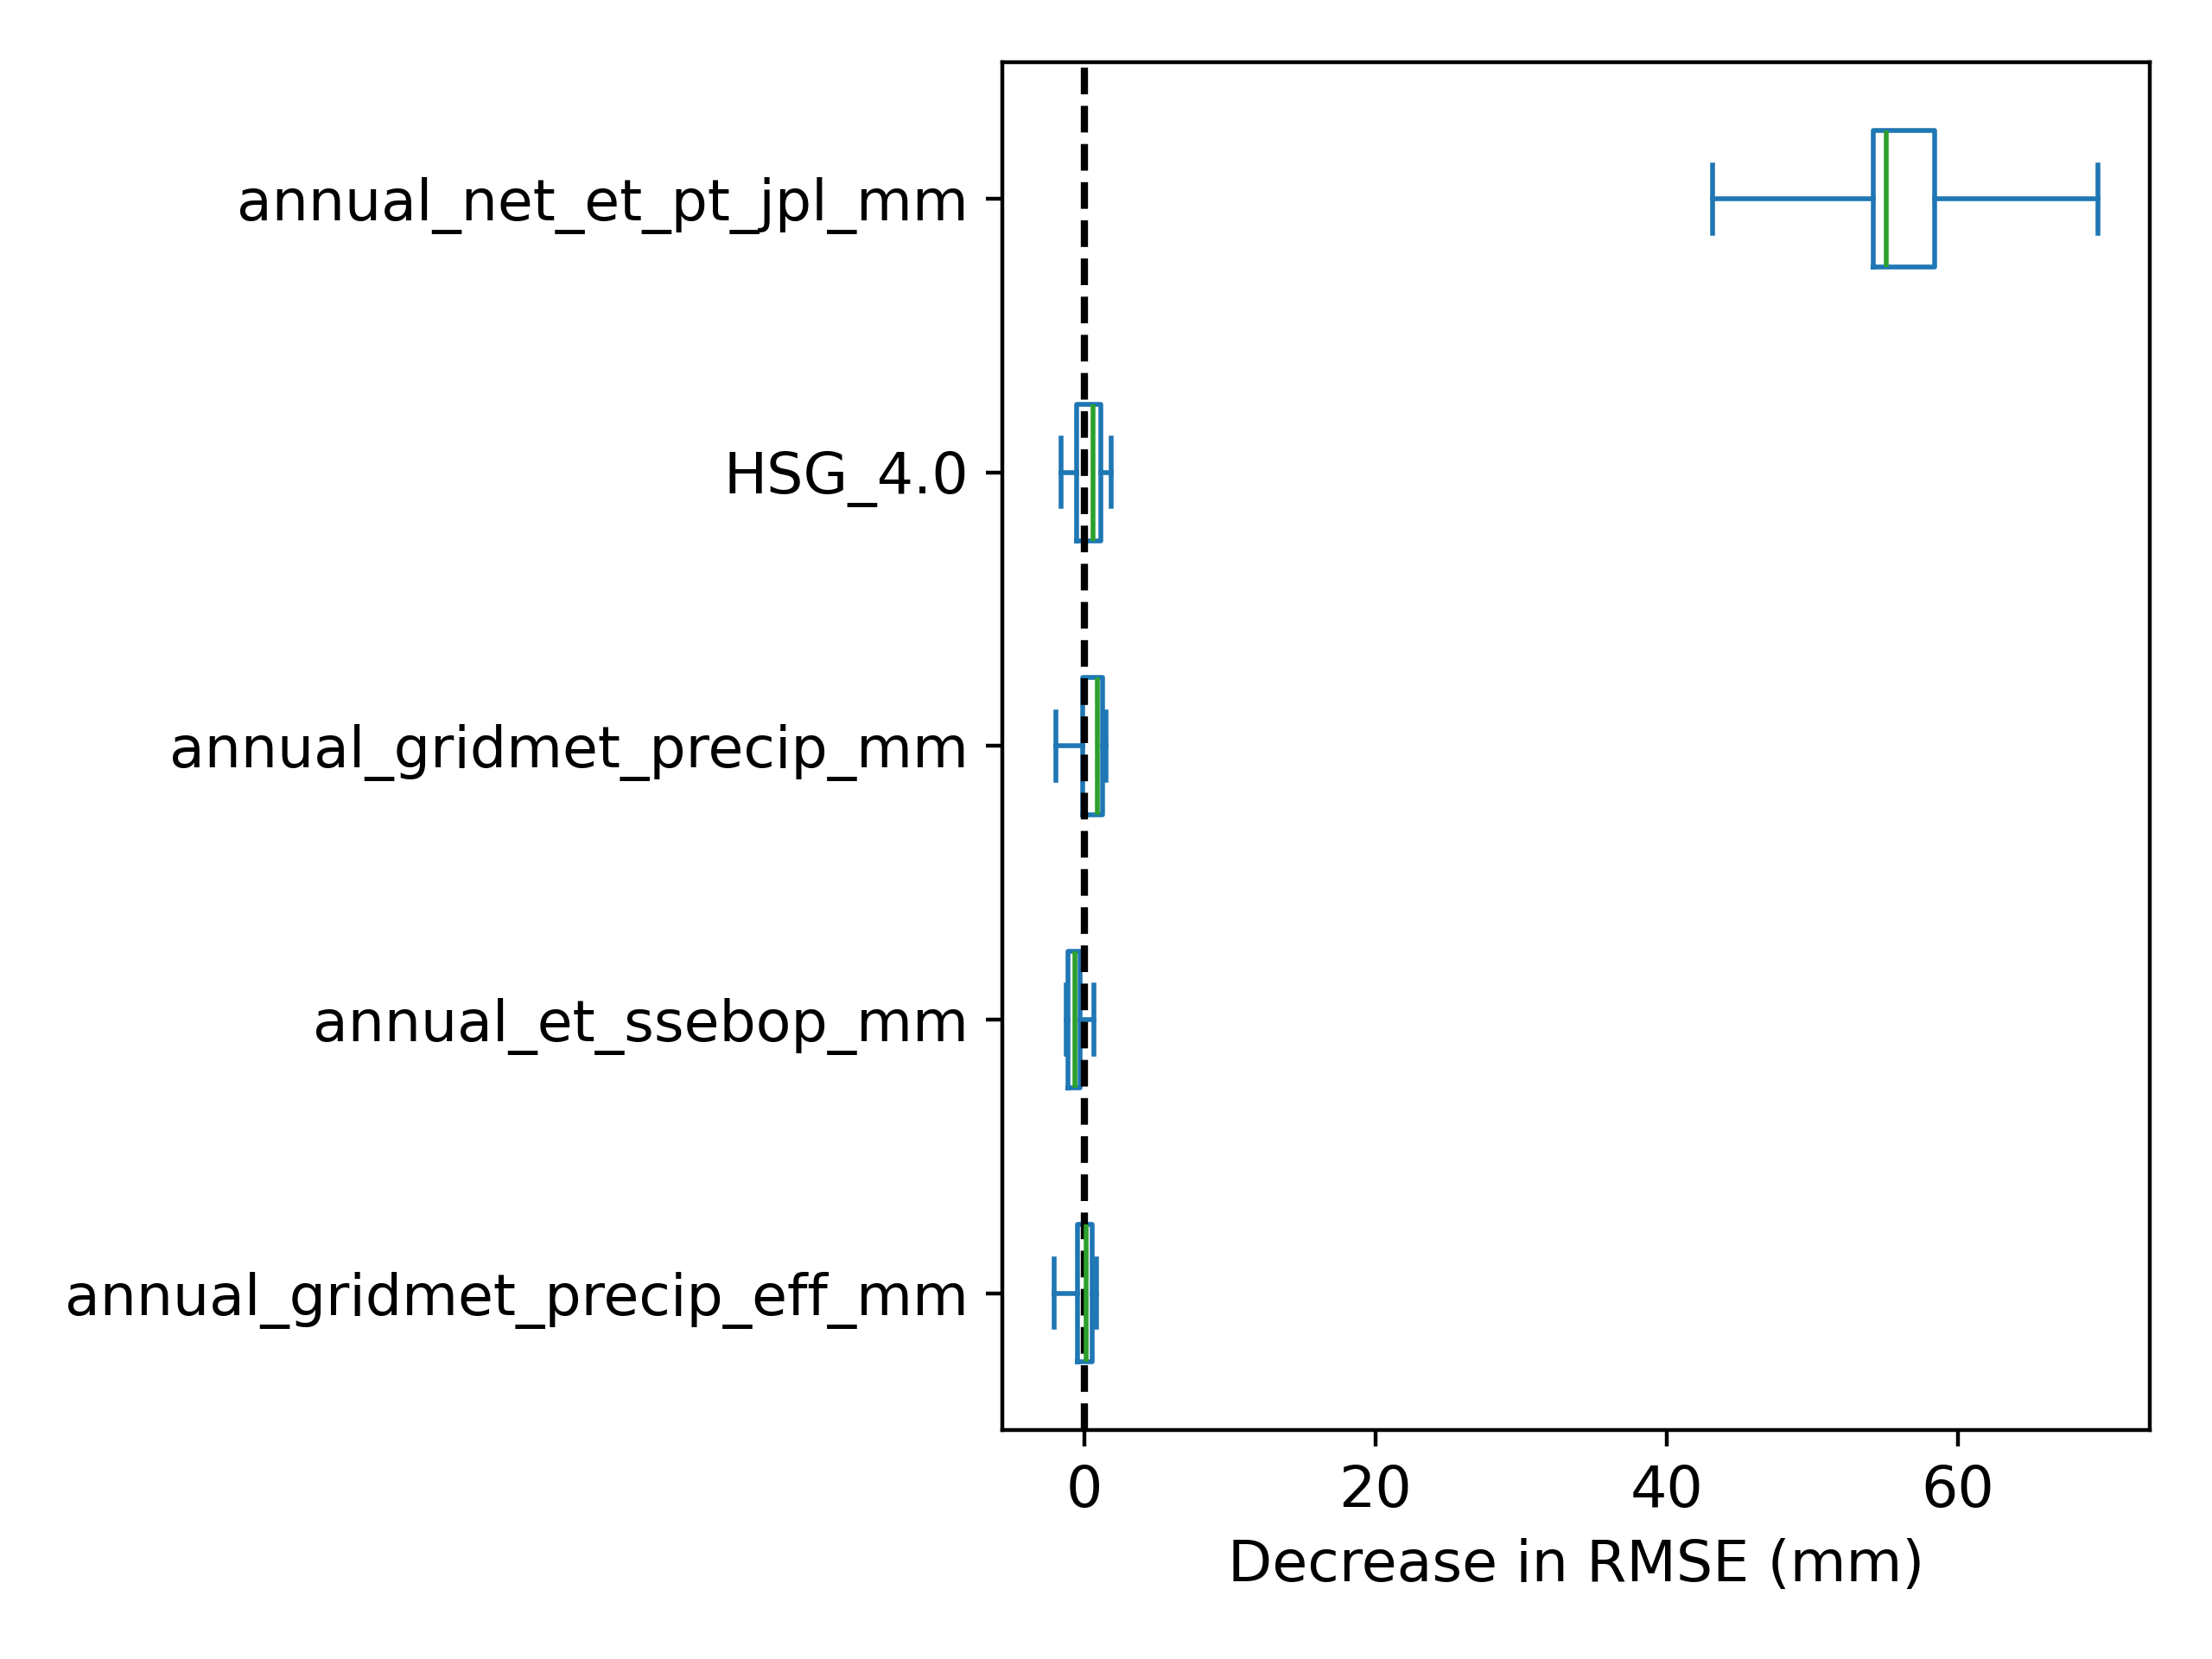 annual_net_et_pt_jpl_mm
HSG_4.0
annual_gridmet_precip_mm
annual_et_ssebop_mm
annual_gridmet_precip_eff_mm
0 20 40 60
Decrease in RMSE (mm)